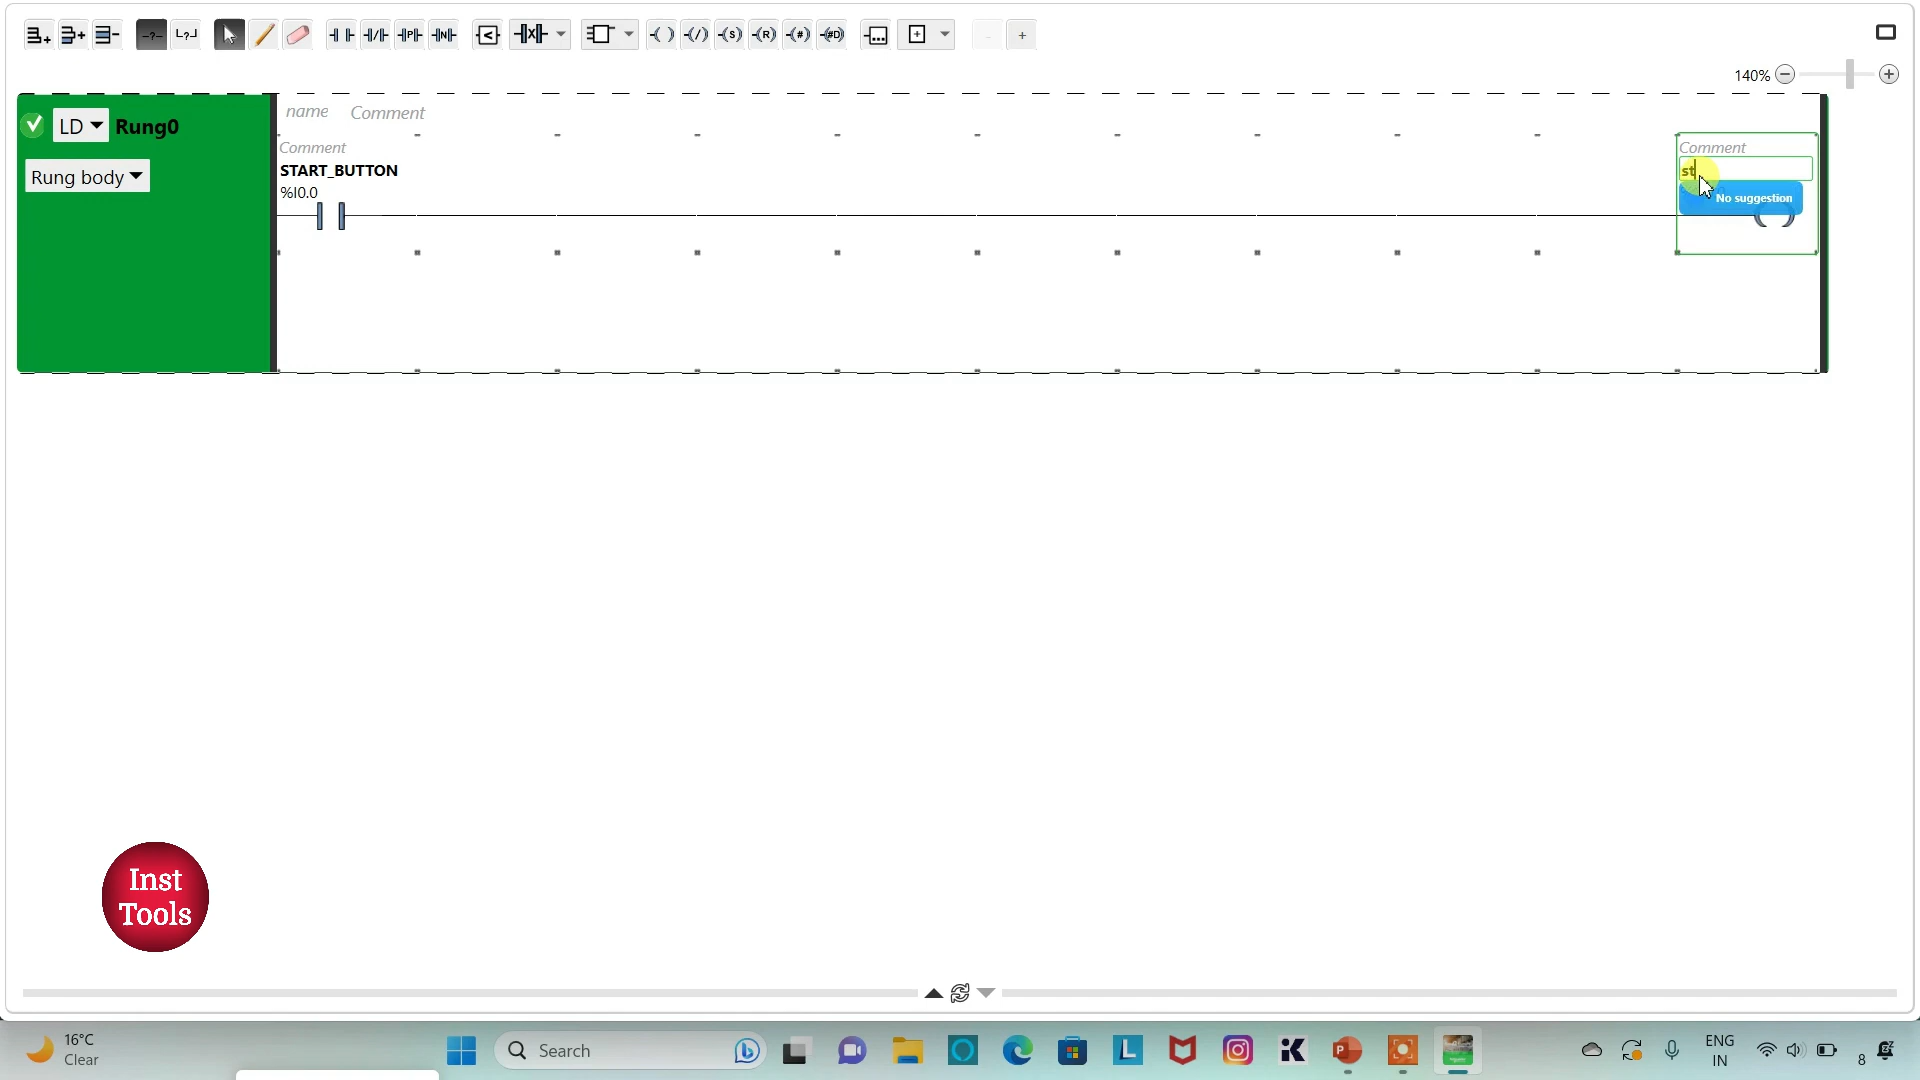 140%
LD Rung0
name Comment
Comment
START_BUTTON
%I0.0
Rung body
Comment
st
No suggestion
Inst
Tools
16°C
Clear
Search
ENG
IN
8